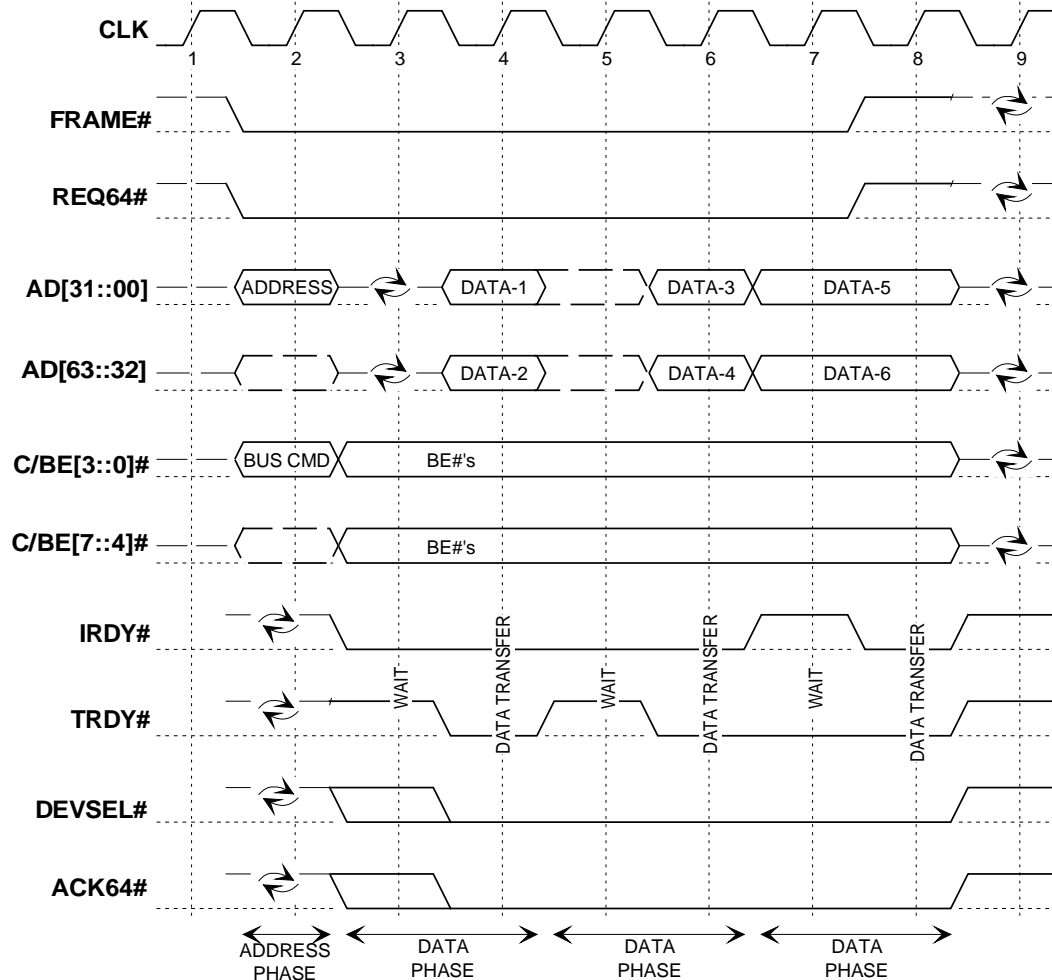 CLK
1 2 3 4 5 6 7 8 9
FRAME#
REQ64#
AD[31::00] ADDRESS DATA-1 DATA-3 DATA-5
AD[63::32] DATA-2 DATA-4 DATA-6
C/BE[3::0]# BUS CMD BE#'s
C/BE[7::4]# BE#'s
IRDY#
WAIT DATA TRANSFER WAIT DATA TRANSFER WAIT DATA TRANSFER
TRDY#
DEVSEL#
ACK64#
ADDRESS DATA DATA DATA
PHASE PHASE PHASE PHASE